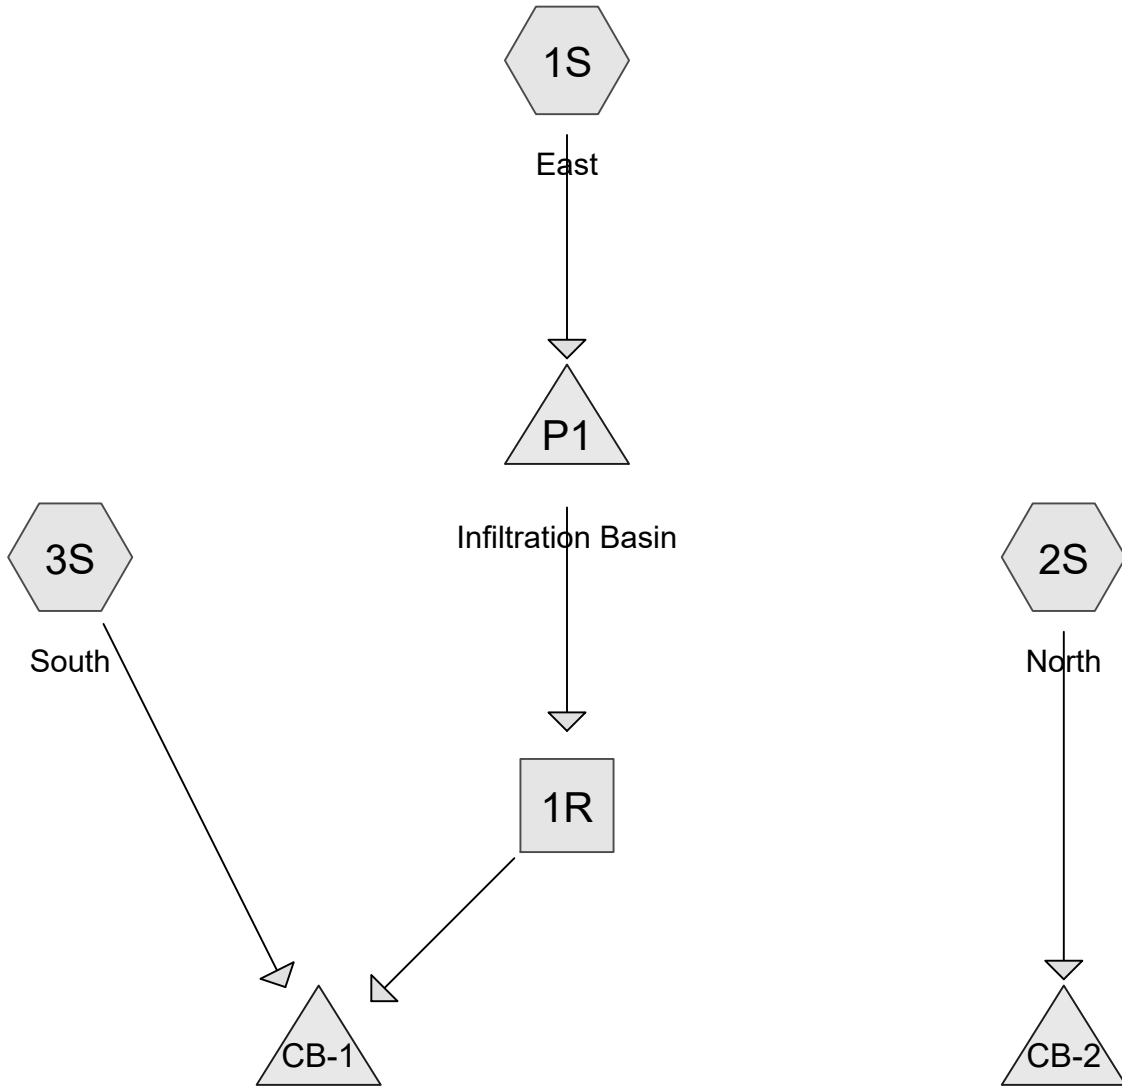 1S
East
P1
Infiltration Basin
3S
South
2S
North
1R
CB-1
CB-2